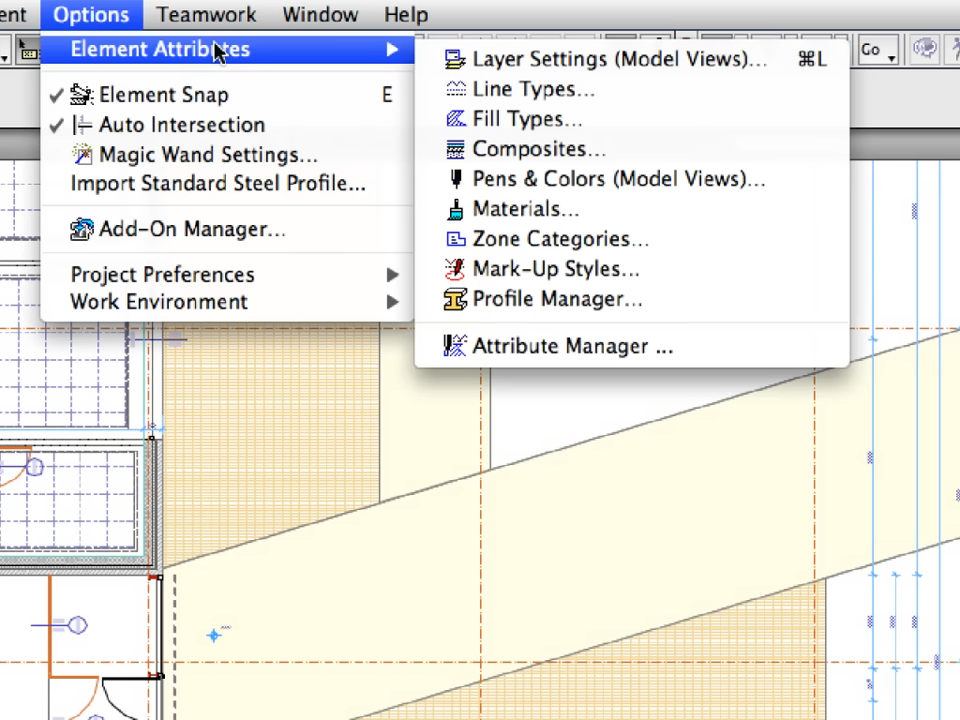 ent Options Teamwork Window Help
Go
Element Attributes
Element Snap E
Auto Intersection
Magic Wand Settings...
Import Standard Steel Profile...
Add-On Manager...
Project Preferences
Work Environment
Layer Settings (Model Views)... ⌘L
Line Types...
Fill Types...
Composites...
Pens & Colors (Model Views)...
Materials...
Zone Categories...
Mark-Up Styles...
Profile Manager...
Attribute Manager ...